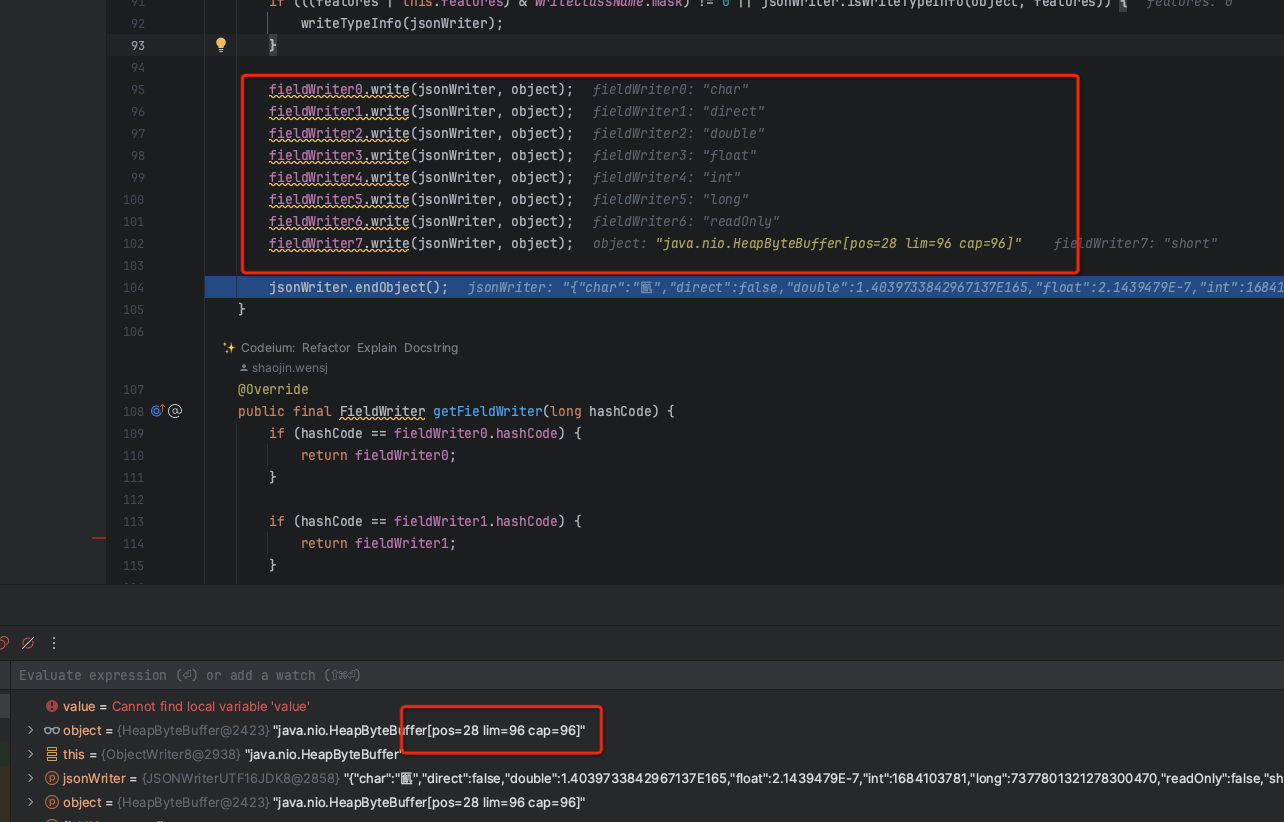 91 if (((features | this.features) & WriteClassName.mask) != 0 || jsonWriter.isWriteTypeInfo(object, features)) { features: 0
92 writeTypeInfo(jsonWriter);
93 }
94
95 fieldWriter0.write(jsonWriter, object); fieldWriter0: "char"
96 fieldWriter1.write(jsonWriter, object); fieldWriter1: "direct"
97 fieldWriter2.write(jsonWriter, object); fieldWriter2: "double"
98 fieldWriter3.write(jsonWriter, object); fieldWriter3: "float"
99 fieldWriter4.write(jsonWriter, object); fieldWriter4: "int"
100 fieldWriter5.write(jsonWriter, object); fieldWriter5: "long"
101 fieldWriter6.write(jsonWriter, object); fieldWriter6: "readOnly"
102 fieldWriter7.write(jsonWriter, object); object: "java.nio.HeapByteBuffer[pos=28 lim=96 cap=96]" fieldWriter7: "short"
103
104 jsonWriter.endObject(); jsonWriter: "{"char":"","direct":false,"double":1.4039733842967137E165,"float":2.1439479E-7,"int":16841
105 }
106
Codeium: Refactor Explain Docstring
shaojin.wensj
107 @Override
108 @ public final FieldWriter getFieldWriter(long hashCode) {
109 if (hashCode == fieldWriter0.hashCode) {
110 return fieldWriter0;
111 }
112
113 if (hashCode == fieldWriter1.hashCode) {
114 return fieldWriter1;
115 }
Evaluate expression (⏎) or add a watch (⇧⌘⏎)
value = Cannot find local variable 'value'
object = {HeapByteBuffer@2423} "java.nio.HeapByteBuffer[pos=28 lim=96 cap=96]"
this = {ObjectWriter8@2938} "java.nio.HeapByteBuffer"
jsonWriter = {JSONWriterUTF16JDK8@2858} "{"char":"","direct":false,"double":1.4039733842967137E165,"float":2.1439479E-7,"int":1684103781,"long":7377801321278300470,"readOnly":false,"sh
object = {HeapByteBuffer@2423} "java.nio.HeapByteBuffer[pos=28 lim=96 cap=96]"